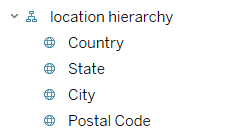 location hierarchy
Country
State
City
Postal Code